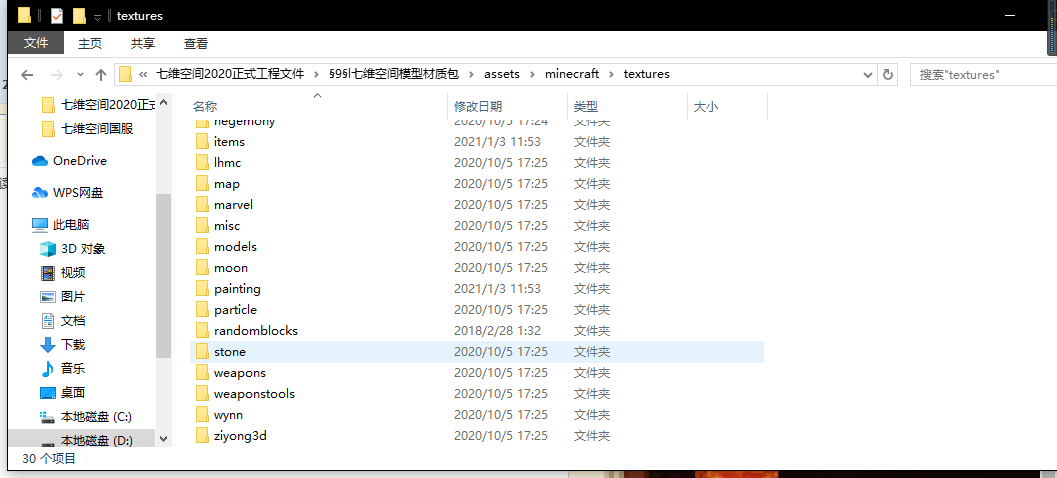 textures
文件 主页 共享 查看
« 七维空间2020正式工程文件 › §9§l七维空间模型材质包 › assets › minecraft › textures 搜索"textures"
名称 修改日期 类型 大小
七维空间2020正式
七维空间国服
OneDrive
WPS网盘
此电脑
3D 对象
视频
图片
文档
下载
音乐
桌面
本地磁盘 (C:)
本地磁盘 (D:)
hegemony 2020/10/5 17:24 文件夹
items 2021/1/3 11:53 文件夹
lhmc 2020/10/5 17:25 文件夹
map 2020/10/5 17:25 文件夹
marvel 2020/10/5 17:25 文件夹
misc 2020/10/5 17:25 文件夹
models 2020/10/5 17:25 文件夹
moon 2020/10/5 17:25 文件夹
painting 2021/1/3 11:53 文件夹
particle 2020/10/5 17:25 文件夹
randomblocks 2018/2/28 1:32 文件夹
stone 2020/10/5 17:25 文件夹
weapons 2020/10/5 17:25 文件夹
weaponstools 2020/10/5 17:25 文件夹
wynn 2020/10/5 17:25 文件夹
ziyong3d 2020/10/5 17:25 文件夹
30 个项目